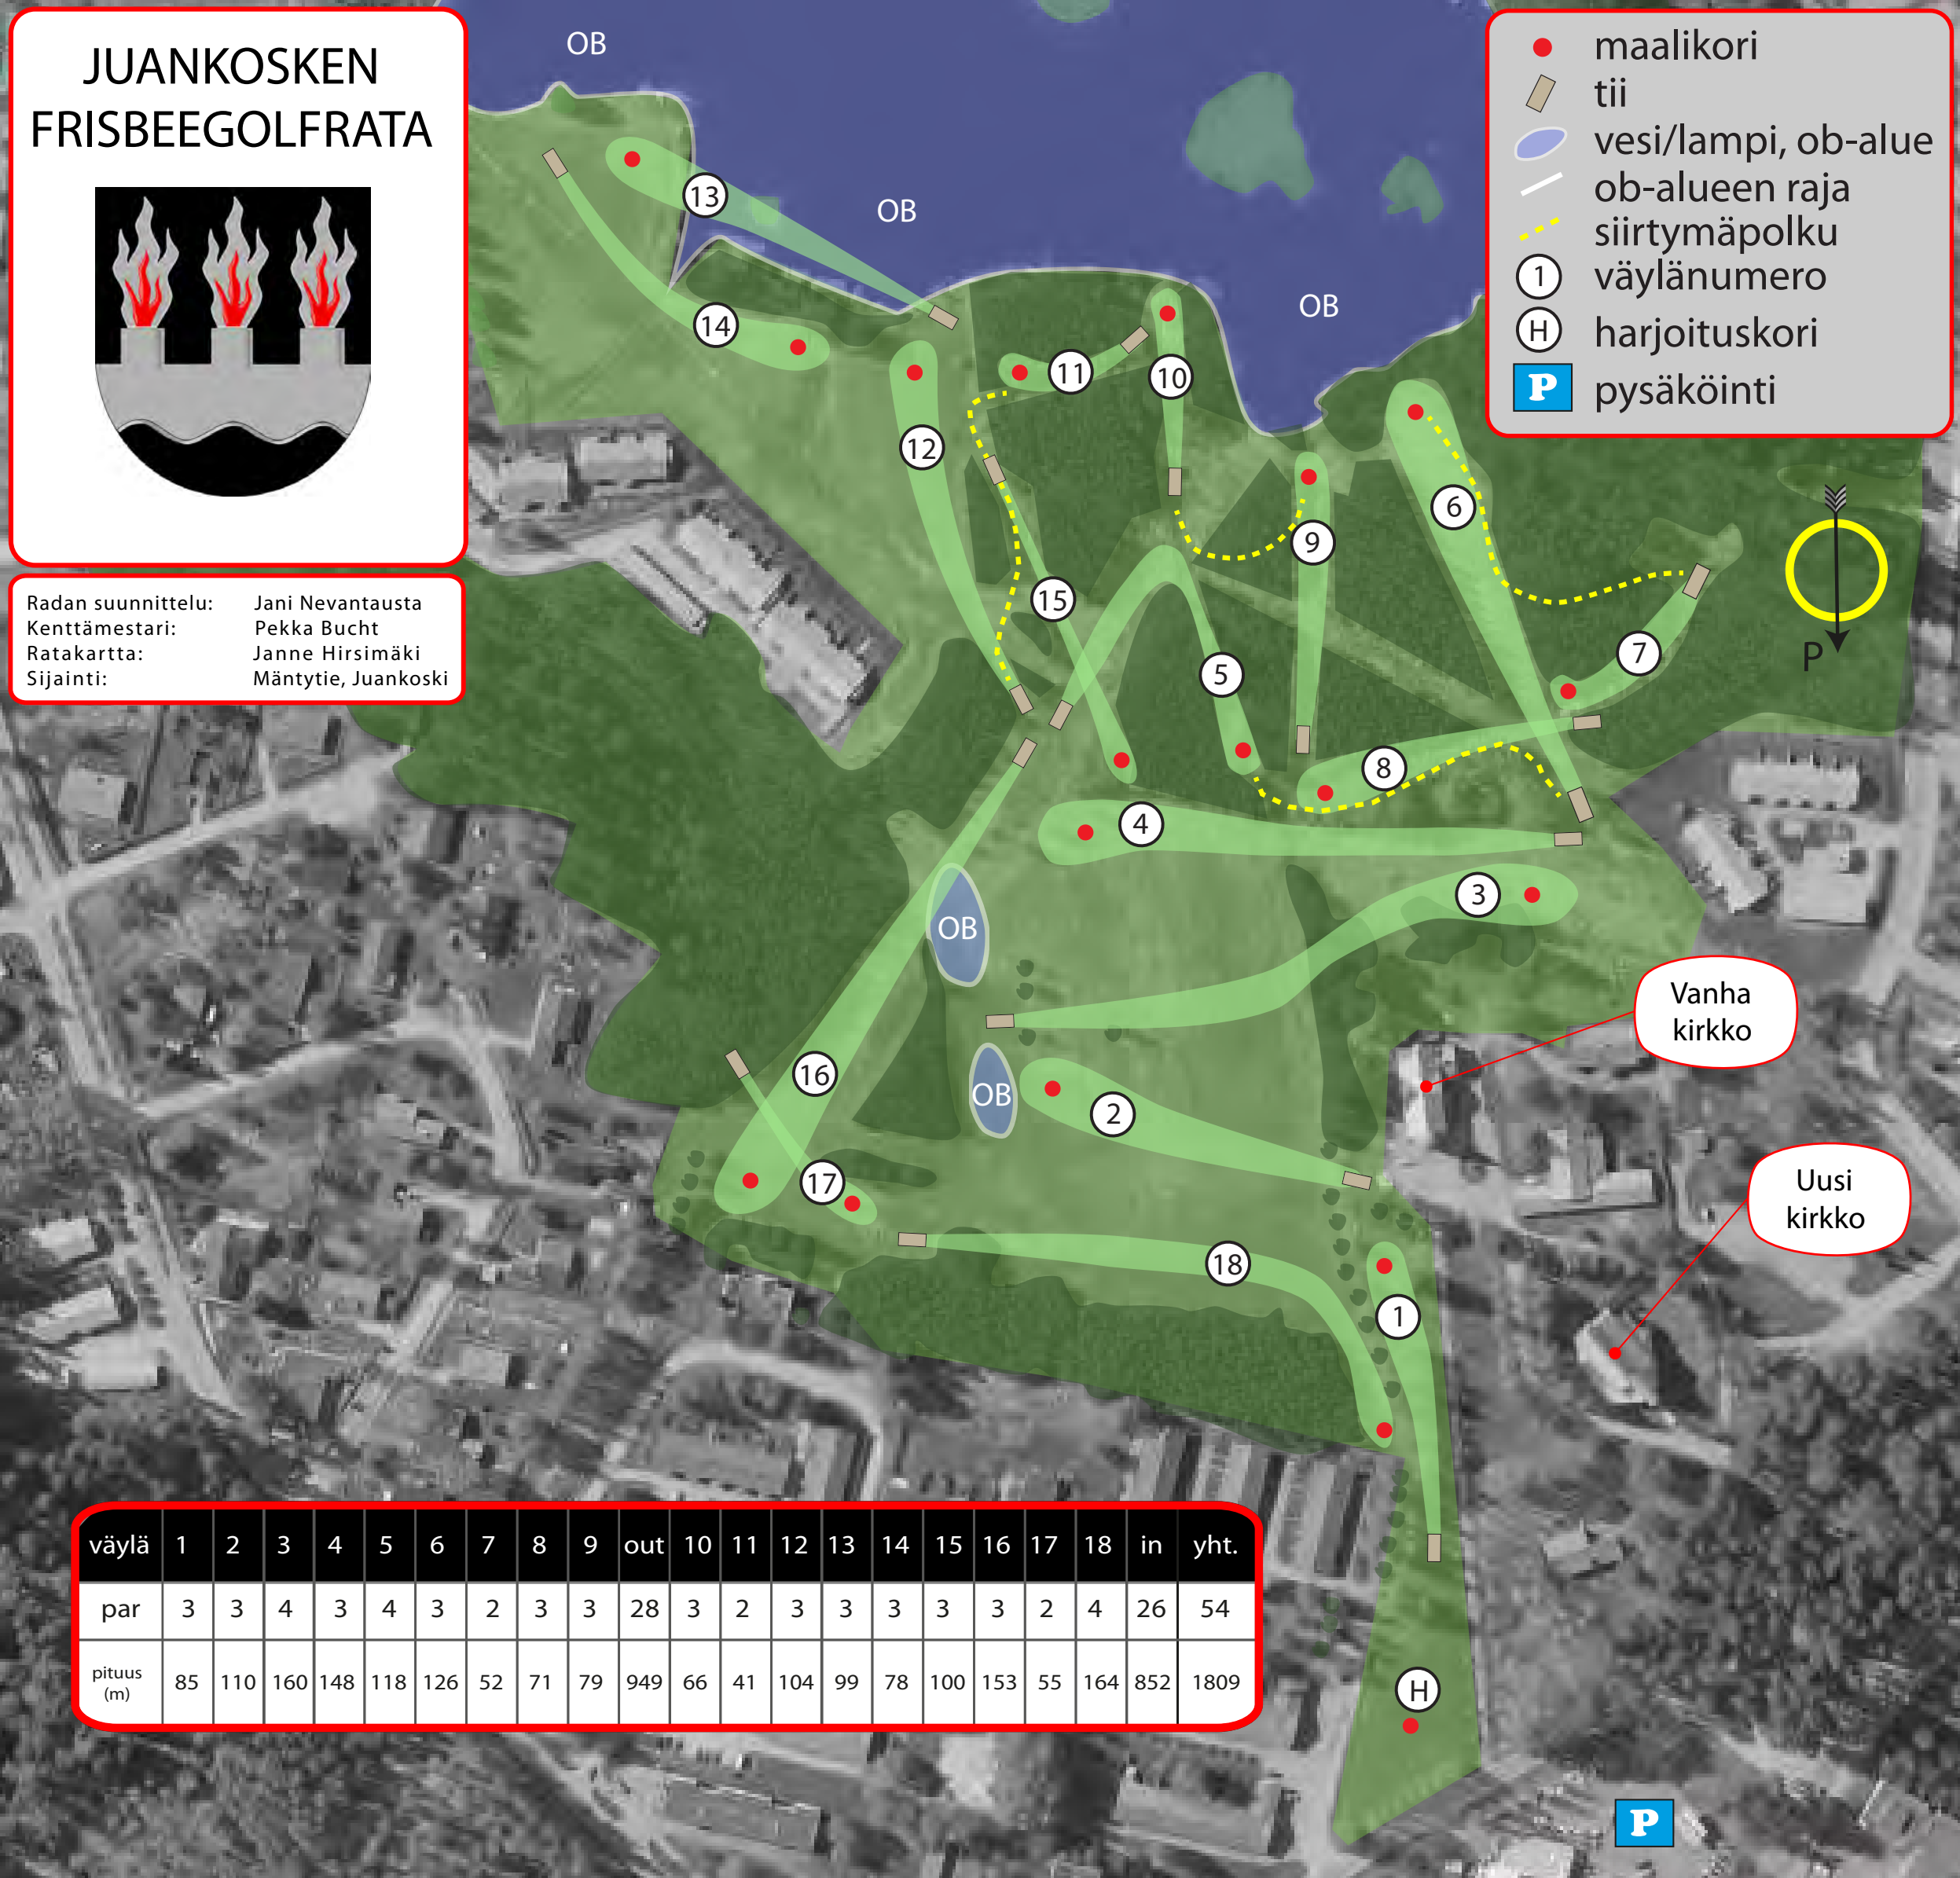 JUANKOSKEN
FRISBEEGOLFRATA
Radan suunnittelu: Jani Nevantausta
Kenttämestari: Pekka Bucht
Ratakartta: Janne Hirsimäki
Sijainti: Mäntytie, Juankoski
maalikori
tii
vesi/lampi, ob-alue
ob-alueen raja
siirtymäpolku
1 väylänumero
H harjoituskori
P pysäköinti
OB
OB
OB
13
14
11
10
12
9
6
15
5
7
8
4
3
P
OB
OB
16
2
17
18
1
Vanha
kirkko
Uusi
kirkko
H
P
väylä 1 2 3 4 5 6 7 8 9 out 10 11 12 13 14 15 16 17 18 in yht.
par 3 3 4 3 4 3 2 3 3 28 3 2 3 3 3 3 3 2 4 26 54
pituus
(m) 85 110 160 148 118 126 52 71 79 949 66 41 104 99 78 100 153 55 164 852 1809